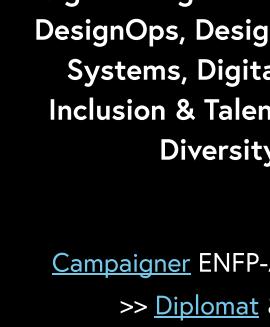 DesignOps, Desig
Systems, Digita
Inclusion & Talen
Diversity
Campaigner ENFP-
>> Diplomat